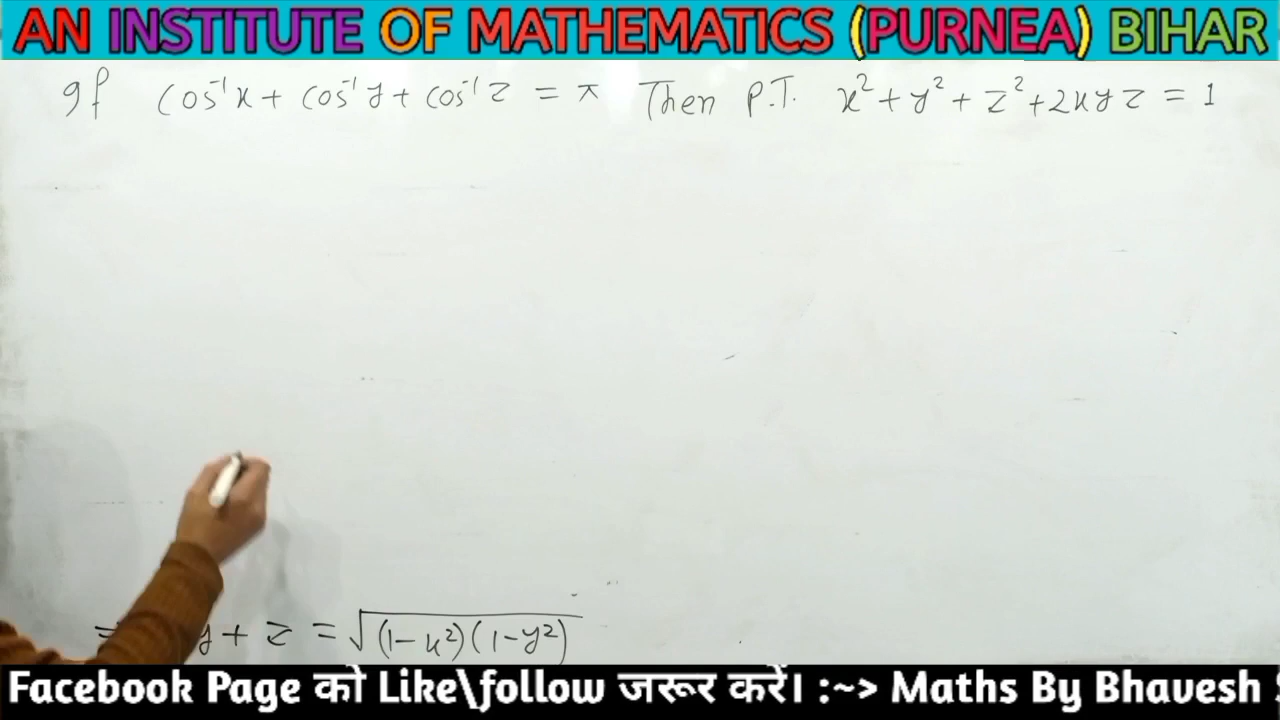 AN INSTITUTE OF MATHEMATICS (PURNEA) BIHAR
If cos⁻¹x + cos⁻¹y + cos⁻¹z = π Then P.T. x² + y² + z² + 2xyz = 1
y + z = √(1-x²)(1-y²)
Facebook Page को Like\follow जरूर करें। :~> Maths By Bhavesh